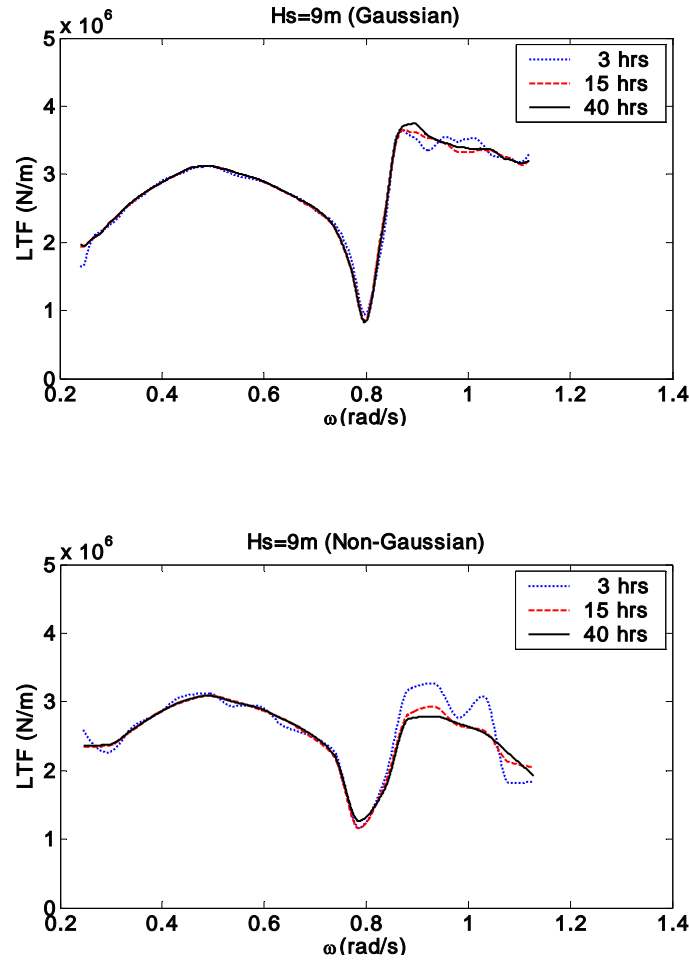 Hs=9m (Gaussian)
x 10^6
5
4
3
2
1
0
LTF (N/m)
3 hrs
15 hrs
40 hrs
0.2 0.4 0.6 0.8 1 1.2 1.4
ω(rad/s)
Hs=9m (Non-Gaussian)
x 10^6
5
4
3
2
1
0
LTF (N/m)
3 hrs
15 hrs
40 hrs
0.2 0.4 0.6 0.8 1 1.2 1.4
ω(rad/s)